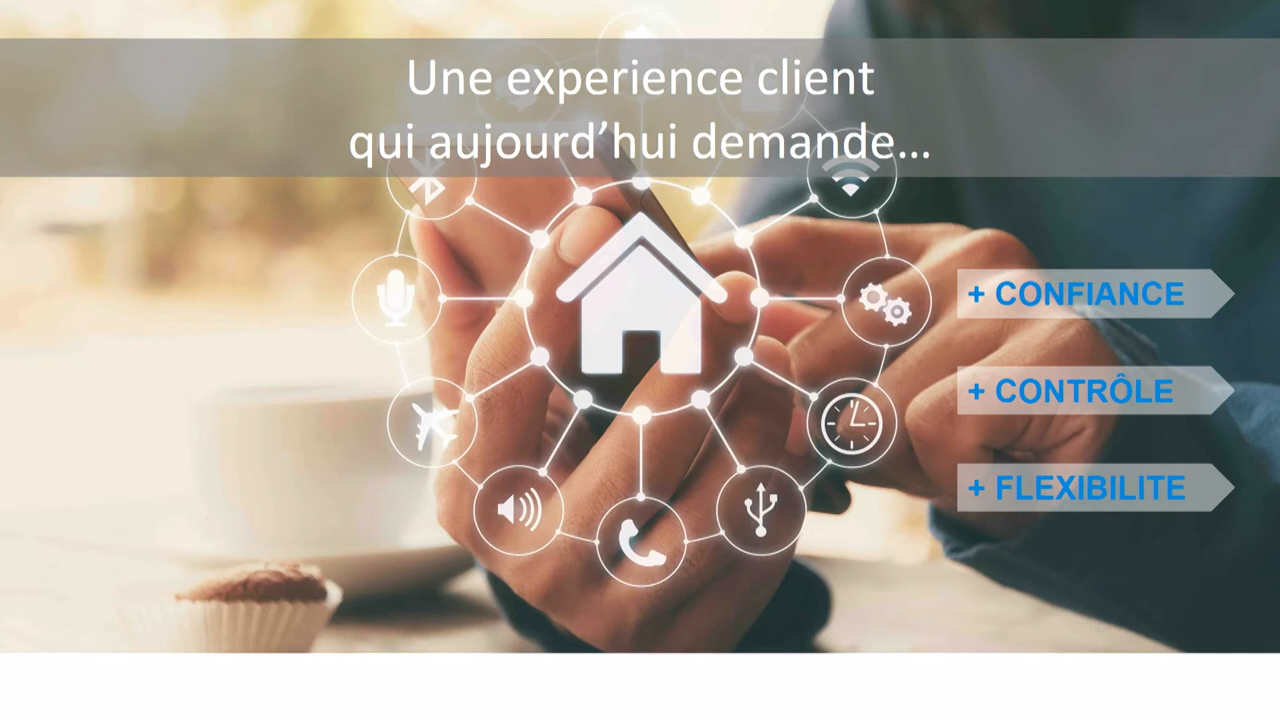 Une experience client
qui aujourd’hui demande...
+ CONFIANCE
+ CONTRÔLE
+ FLEXIBILITE